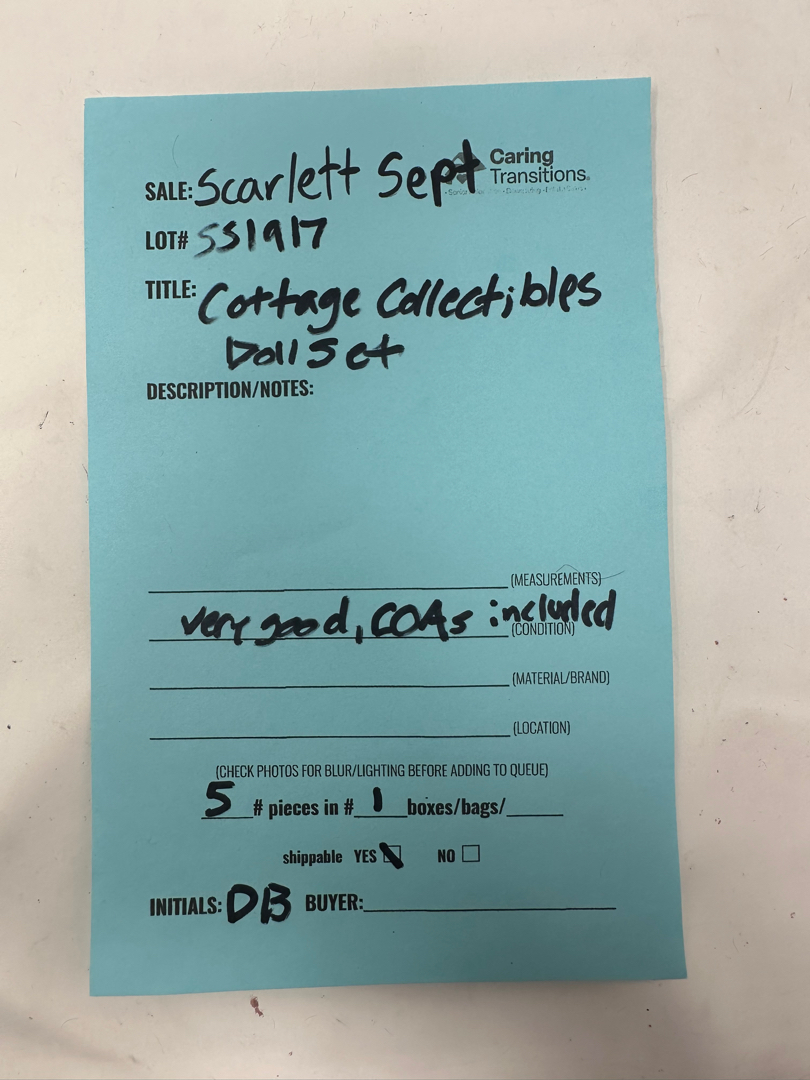 Caring
Transitions®
SALE: Scarlett Sept
LOT# SS1917
TITLE: Cottage Collectibles
Doll Set
DESCRIPTION/NOTES:
(MEASUREMENTS)
very good, COAs included
(CONDITION)
(MATERIAL/BRAND)
(LOCATION)
(CHECK PHOTOS FOR BLUR/LIGHTING BEFORE ADDING TO QUEUE)
5 # pieces in # 1 boxes/bags/
shippable YES NO
INITIALS: DB BUYER: